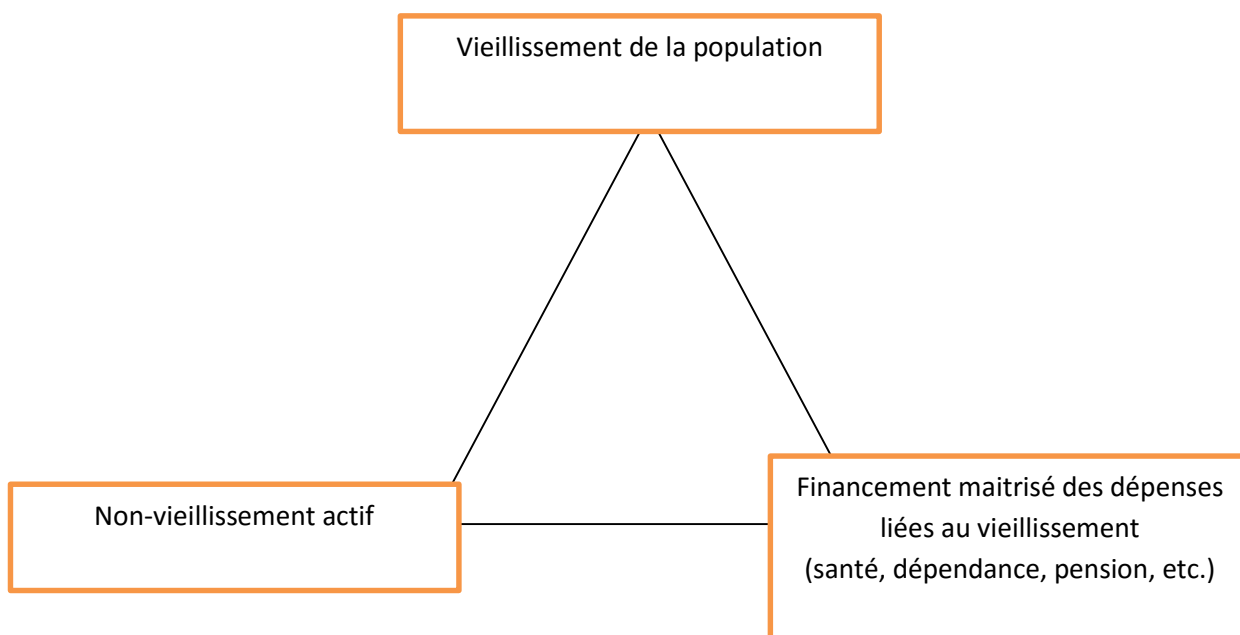 Vieillissement de la population
Non-vieillissement actif
Financement maitrisé des dépenses
liées au vieillissement
(santé, dépendance, pension, etc.)